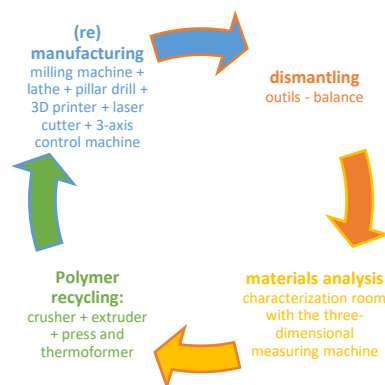 (re)
manufacturing
milling machine +
lathe + pillar drill +
3D printer + laser
cutter + 3-axis
control machine
dismantling
outils - balance
materials analysis
characterization room
with the three-
dimensional
measuring machine
Polymer
recycling:
crusher + extruder
+ press and
thermoformer